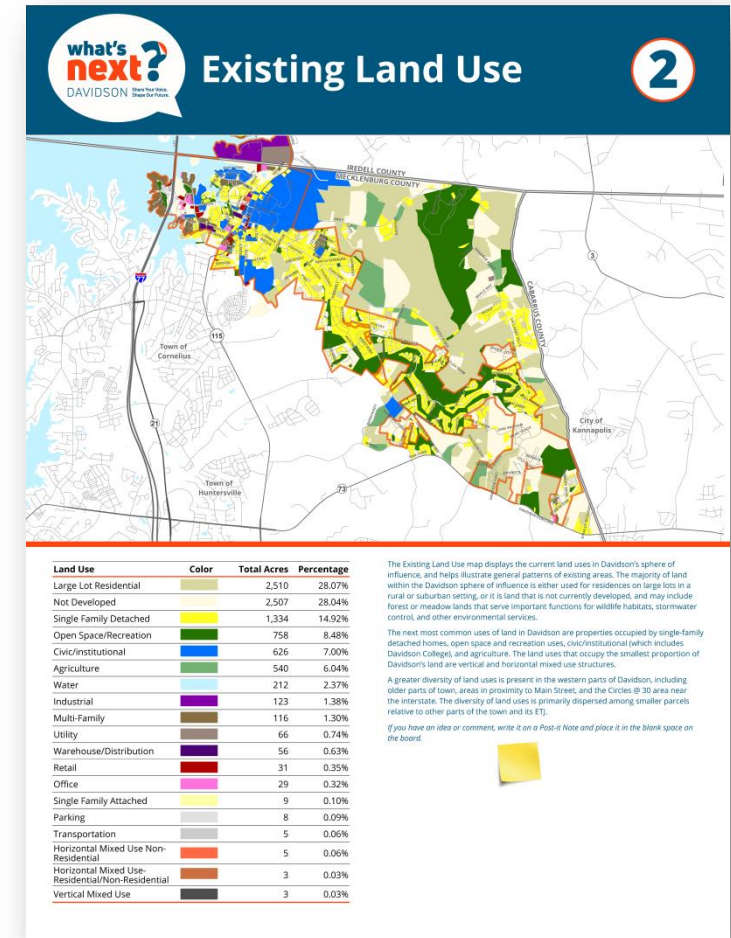 what's
next?
DAVIDSON Share Your Voice.
Shape Our Future.
Existing Land Use
2
IREDELL COUNTY
MECKLENBURG COUNTY
CABARRUS COUNTY
3
77
115
Town of
Cornelius
21
City of
Kannapolis
Town of
Huntersville
73
Land Use Color Total Acres Percentage
Large Lot Residential 2,510 28.07%
Not Developed 2,507 28.04%
Single Family Detached 1,334 14.92%
Open Space/Recreation 758 8.48%
Civic/institutional 626 7.00%
Agriculture 540 6.04%
Water 212 2.37%
Industrial 123 1.38%
Multi-Family 116 1.30%
Utility 66 0.74%
Warehouse/Distribution 56 0.63%
Retail 31 0.35%
Office 29 0.32%
Single Family Attached 9 0.10%
Parking 8 0.09%
Transportation 5 0.06%
Horizontal Mixed Use Non-
Residential 5 0.06%
Horizontal Mixed Use-
Residential/Non-Residential 3 0.03%
Vertical Mixed Use 3 0.03%
The Existing Land Use map displays the current land uses in Davidson's sphere of
influence, and helps illustrate general patterns of existing areas. The majority of land
within the Davidson sphere of influence is either used for residences on large lots in a
rural or suburban setting, or it is land that is not currently developed, and may include
forest or meadow lands that serve important functions for wildlife habitats, stormwater
control, and other environmental services.
The next most common uses of land in Davidson are properties occupied by single-family
detached homes, open space and recreation uses, civic/institutional (which includes
Davidson College), and agriculture. The land uses that occupy the smallest proportion of
Davidson's land are vertical and horizontal mixed use structures.
A greater diversity of land uses is present in the western parts of Davidson, including
older parts of town, areas in proximity to Main Street, and the Circles @ 30 area near
the interstate. The diversity of land uses is primarily dispersed among smaller parcels
relative to other parts of the town and its ETJ.
If you have an idea or comment, write it on a Post-it Note and place it in the blank space on
the board.